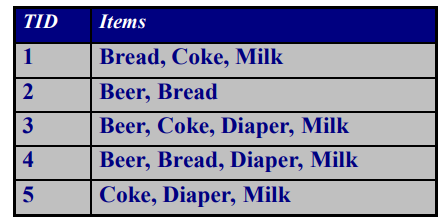 TID Items
1 Bread, Coke, Milk
2 Beer, Bread
3 Beer, Coke, Diaper, Milk
4 Beer, Bread, Diaper, Milk
5 Coke, Diaper, Milk